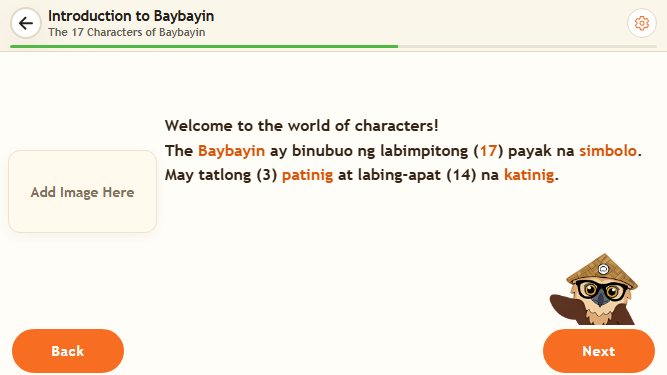 Introduction to Baybayin
The 17 Characters of Baybayin
Welcome to the world of characters!
The Baybayin ay binubuo ng labimpitong (17) payak na simbolo.
May tatlong (3) patinig at labing-apat (14) na katinig.
Add Image Here
Back
Next